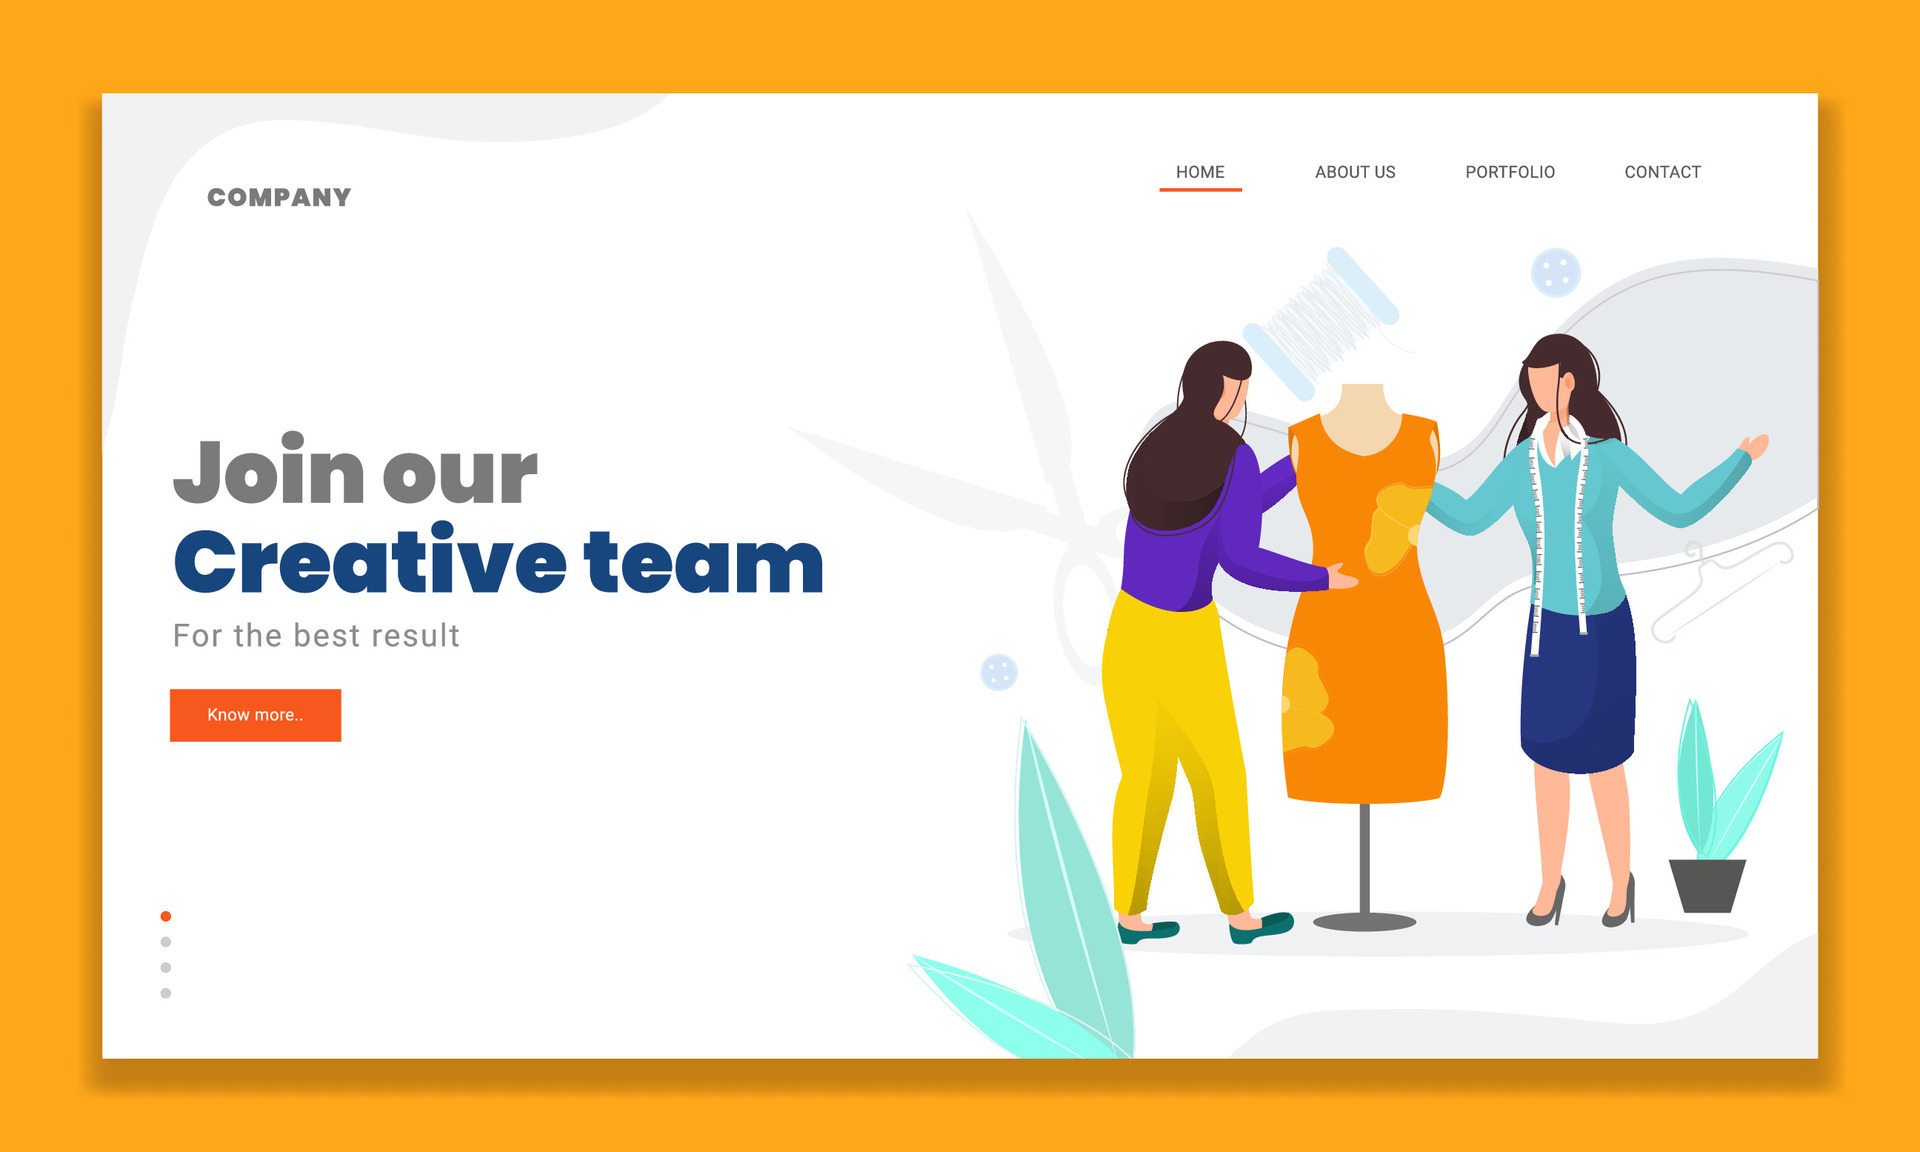 COMPANY
HOME ABOUT US PORTFOLIO CONTACT
Join our
Creative team
For the best result
Know more..